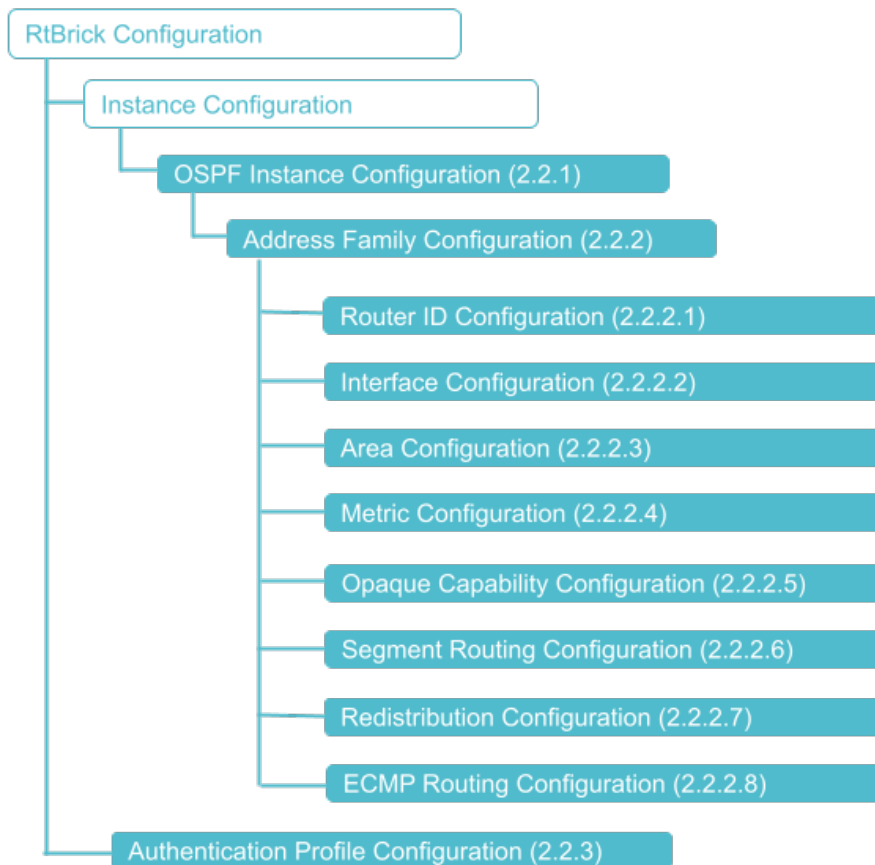 RtBrick Configuration
Instance Configuration
OSPF Instance Configuration (2.2.1)
Address Family Configuration (2.2.2)
Router ID Configuration (2.2.2.1)
Interface Configuration (2.2.2.2)
Area Configuration (2.2.2.3)
Metric Configuration (2.2.2.4)
Opaque Capability Configuration (2.2.2.5)
Segment Routing Configuration (2.2.2.6)
Redistribution Configuration (2.2.2.7)
ECMP Routing Configuration (2.2.2.8)
Authentication Profile Configuration (2.2.3)